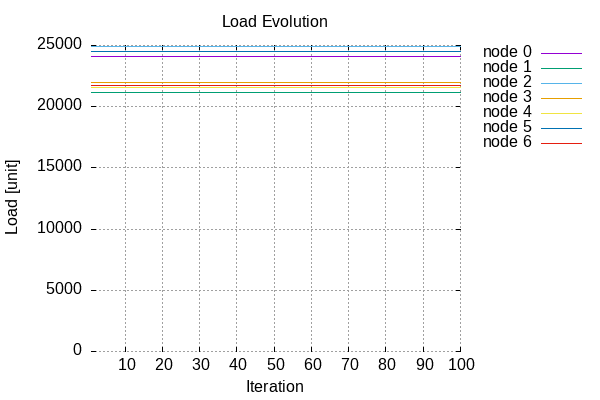 Load Evolution
25000
20000
15000
10000
5000
0
Load [unit]
10 20 30 40 50 60 70 80 90 100
Iteration
node 0
node 1
node 2
node 3
node 4
node 5
node 6